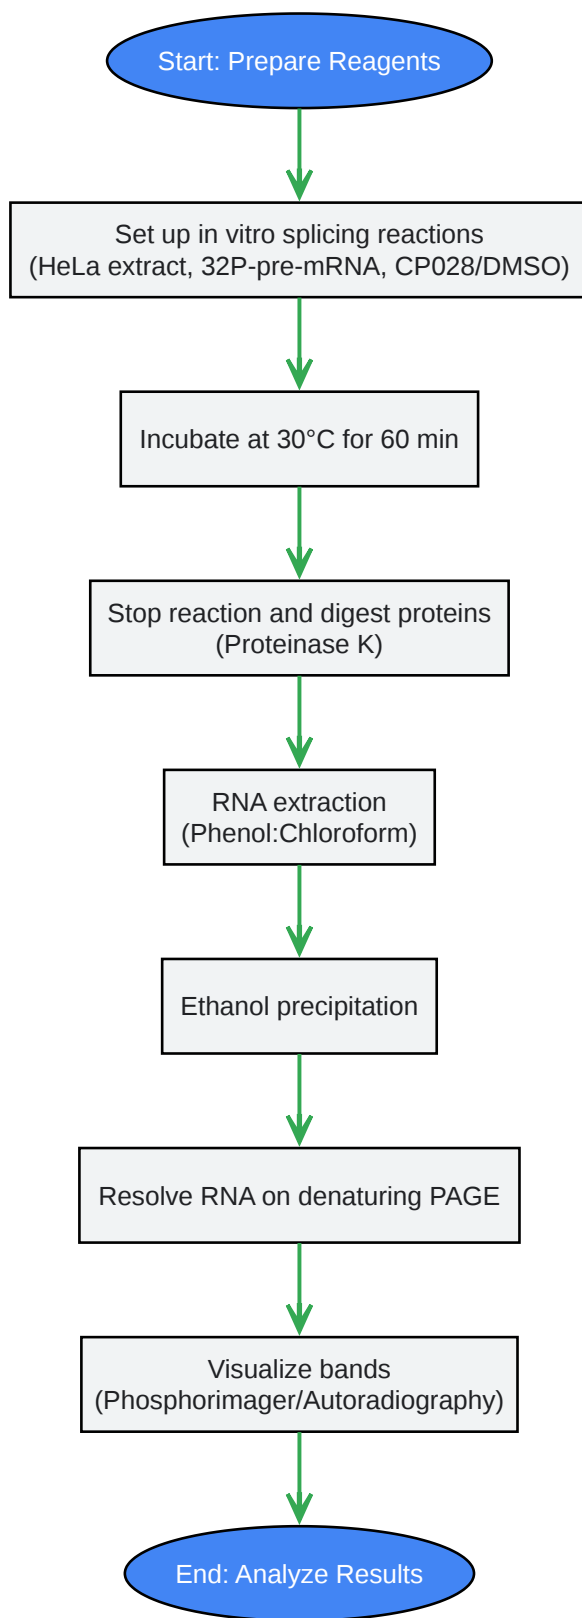 Start: Prepare Reagents
Set up in vitro splicing reactions
(HeLa extract, 32P-pre-mRNA, CP028/DMSO)
Incubate at 30°C for 60 min
Stop reaction and digest proteins
(Proteinase K)
RNA extraction
(Phenol:Chloroform)
Ethanol precipitation
Resolve RNA on denaturing PAGE
Visualize bands
(Phosphorimager/Autoradiography)
End: Analyze Results